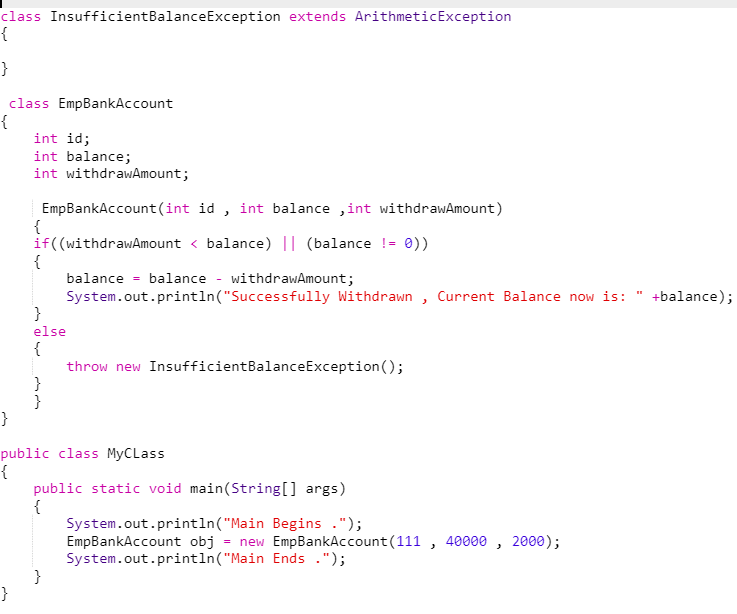 class InsufficientBalanceException extends ArithmeticException
{
}
class EmpBankAccount
{
int id;
int balance;
int withdrawAmount;
EmpBankAccount(int id , int balance ,int withdrawAmount)
{
if((withdrawAmount < balance) || (balance != 0))
{
balance = balance - withdrawAmount;
System.out.println("Successfully Withdrawn , Current Balance now is: " +balance);
}
else
{
throw new InsufficientBalanceException();
}
}
}
public class MyCLass
{
public static void main(String[] args)
{
System.out.println("Main Begins .");
EmpBankAccount obj = new EmpBankAccount(111 , 40000 , 2000);
System.out.println("Main Ends .");
}
}